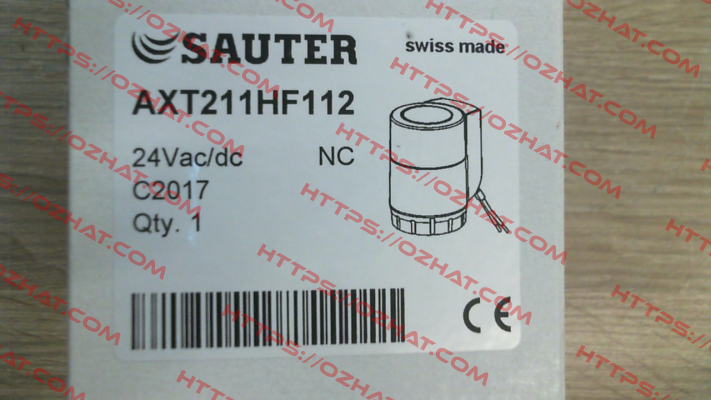 SAUTER swiss made
AXT211HF112
24Vac/dc NC
C2017
Qty. 1
CE
HTTPS://OZHAT.COM